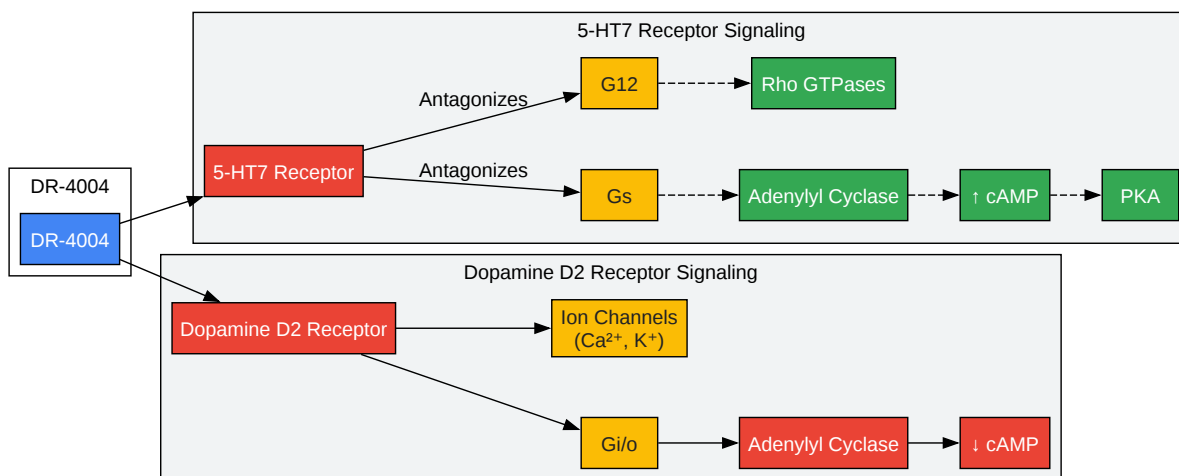 5-HT7 Receptor Signaling
G12
Rho GTPases
Antagonizes
5-HT7 Receptor
Antagonizes
DR-4004
Gs
Adenylyl Cyclase
↑ cAMP
PKA
DR-4004
Dopamine D2 Receptor Signaling
Dopamine D2 Receptor
Ion Channels
(Ca²⁺, K⁺)
Gi/o
Adenylyl Cyclase
↓ cAMP